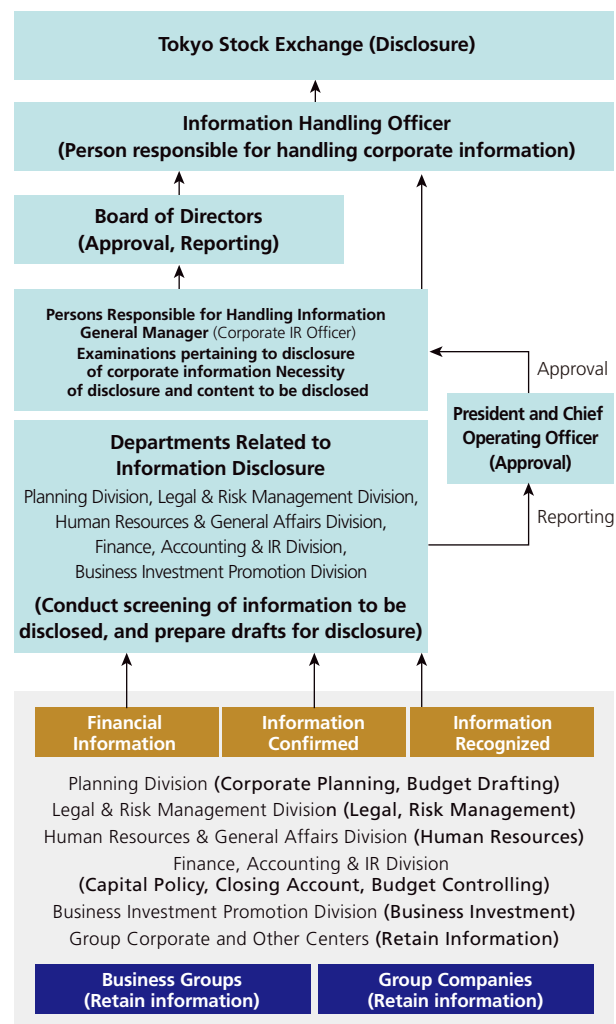 Tokyo Stock Exchange (Disclosure)
Information Handling Officer
(Person responsible for handling corporate information)
Board of Directors
(Approval, Reporting)
Persons Responsible for Handling Information
General Manager (Corporate IR Officer)
Examinations pertaining to disclosure
of corporate information Necessity
of disclosure and content to be disclosed
Approval
President and Chief
Operating Officer
(Approval)
Reporting
Departments Related to
Information Disclosure
Planning Division, Legal & Risk Management Division,
Human Resources & General Affairs Division,
Finance, Accounting & IR Division,
Business Investment Promotion Division
(Conduct screening of information to be
disclosed, and prepare drafts for disclosure)
Financial
Information
Information
Confirmed
Information
Recognized
Planning Division (Corporate Planning, Budget Drafting)
Legal & Risk Management Division (Legal, Risk Management)
Human Resources & General Affairs Division (Human Resources)
Finance, Accounting & IR Division
(Capital Policy, Closing Account, Budget Controlling)
Business Investment Promotion Division (Business Investment)
Group Corporate and Other Centers (Retain Information)
Business Groups
(Retain information)
Group Companies
(Retain information)